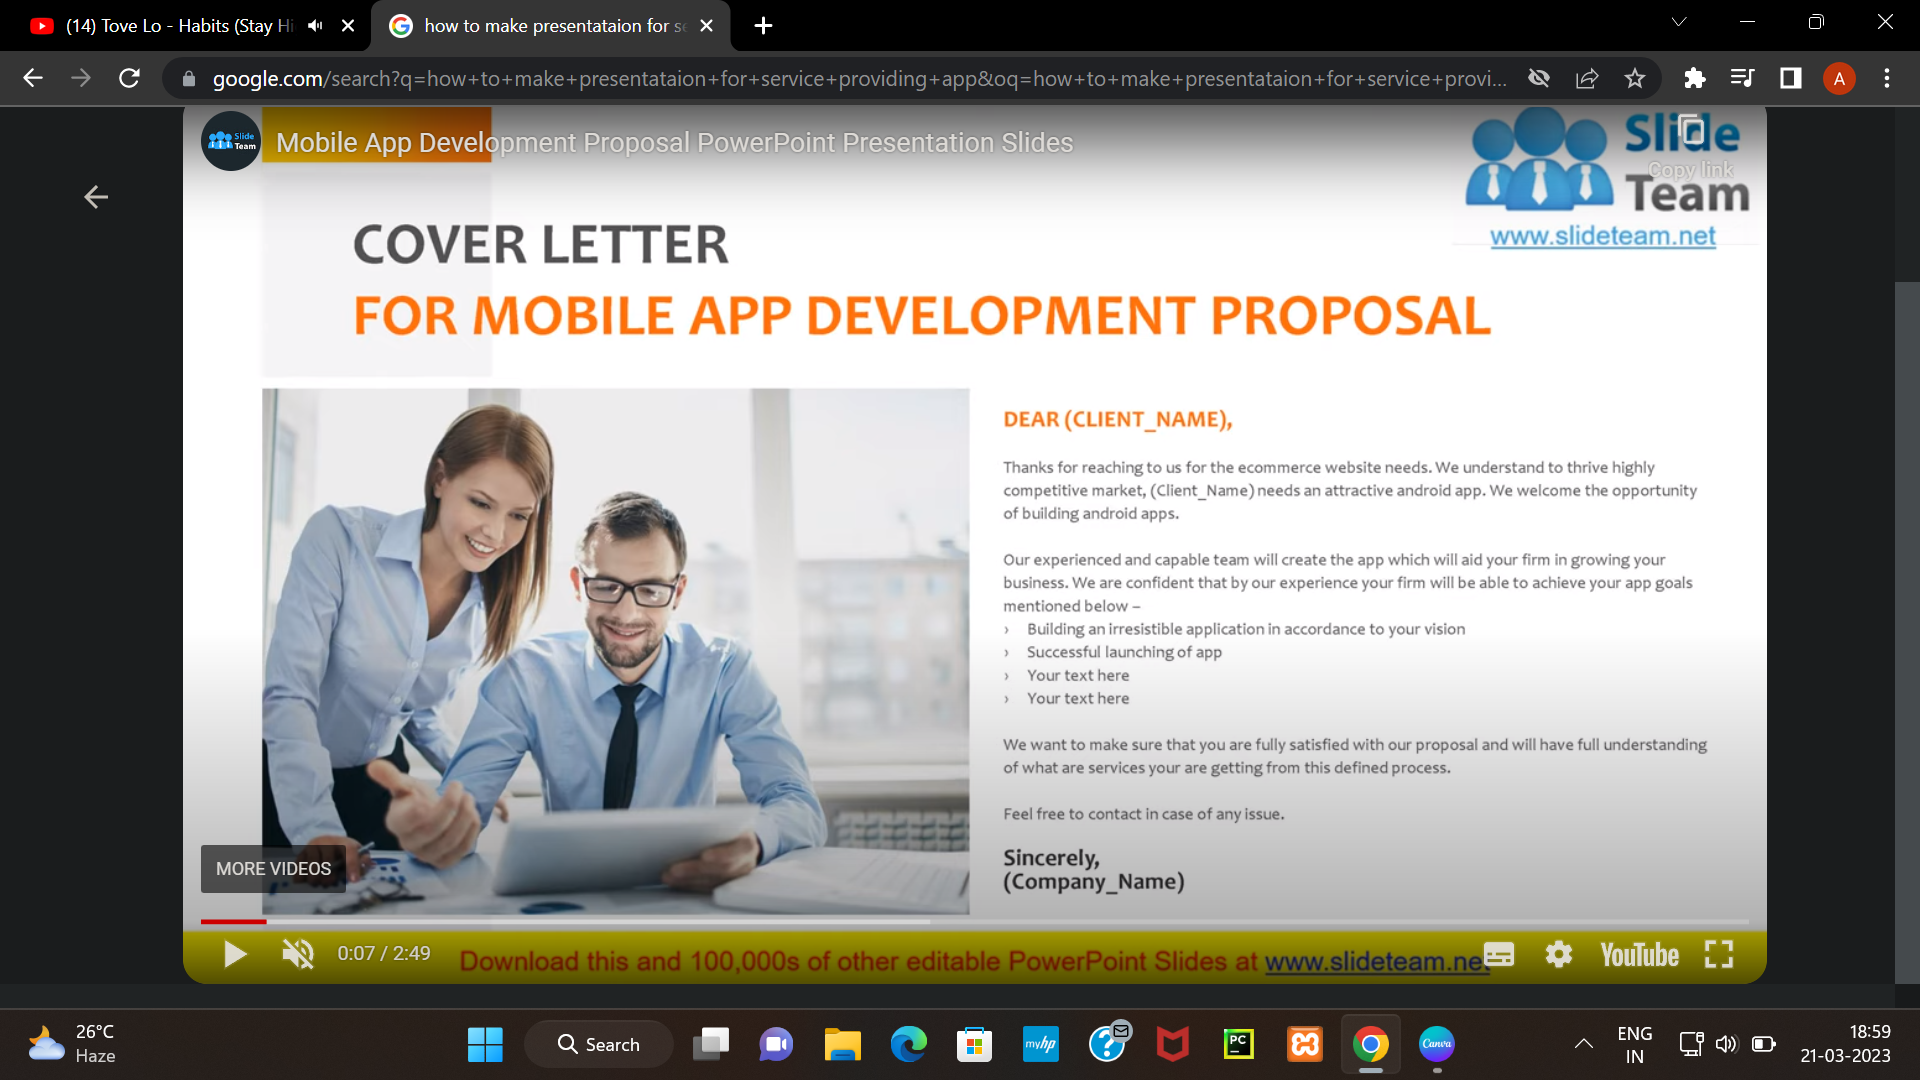 (14) Tove Lo - Habits (Stay Hi
how to make presentataion for se
google.com/search?q=how+to+make+presentataion+for+service+providing+app&oq=how+to+make+presentataion+for+service+provi...
A
Slide Team
Mobile App Development Proposal PowerPoint Presentation Slides
Slide
Copy link
Team
www.slideteam.net
COVER LETTER
FOR MOBILE APP DEVELOPMENT PROPOSAL
DEAR (CLIENT_NAME),
Thanks for reaching to us for the ecommerce website needs. We understand to thrive highly
competitive market, (Client_Name) needs an attractive android app. We welcome the opportunity
of building android apps.
Our experienced and capable team will create the app which will aid your firm in growing your
business. We are confident that by our experience your firm will be able to achieve your app goals
mentioned below –
› Building an irresistible application in accordance to your vision
› Successful launching of app
› Your text here
› Your text here
We want to make sure that you are fully satisfied with our proposal and will have full understanding
of what are services your are getting from this defined process.
Feel free to contact in case of any issue.
Sincerely,
(Company_Name)
MORE VIDEOS
0:07 / 2:49
Download this and 100,000s of other editable PowerPoint Slides at www.slideteam.net
YouTube
26°C
Haze
Search
myhp
PC
Canva
ENG
IN
18:59
21-03-2023